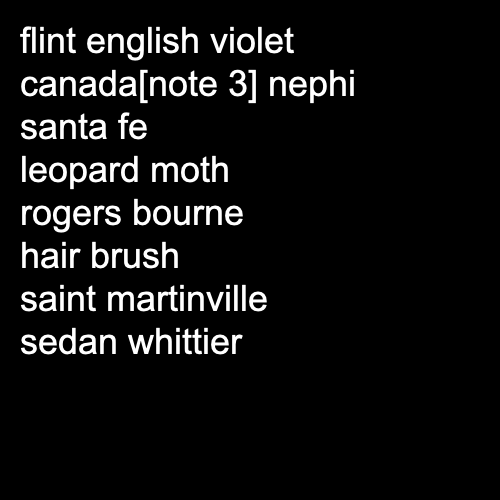 flint english violet
canada[note 3] nephi
santa fe
leopard moth
rogers bourne
hair brush
saint martinville
sedan whittier